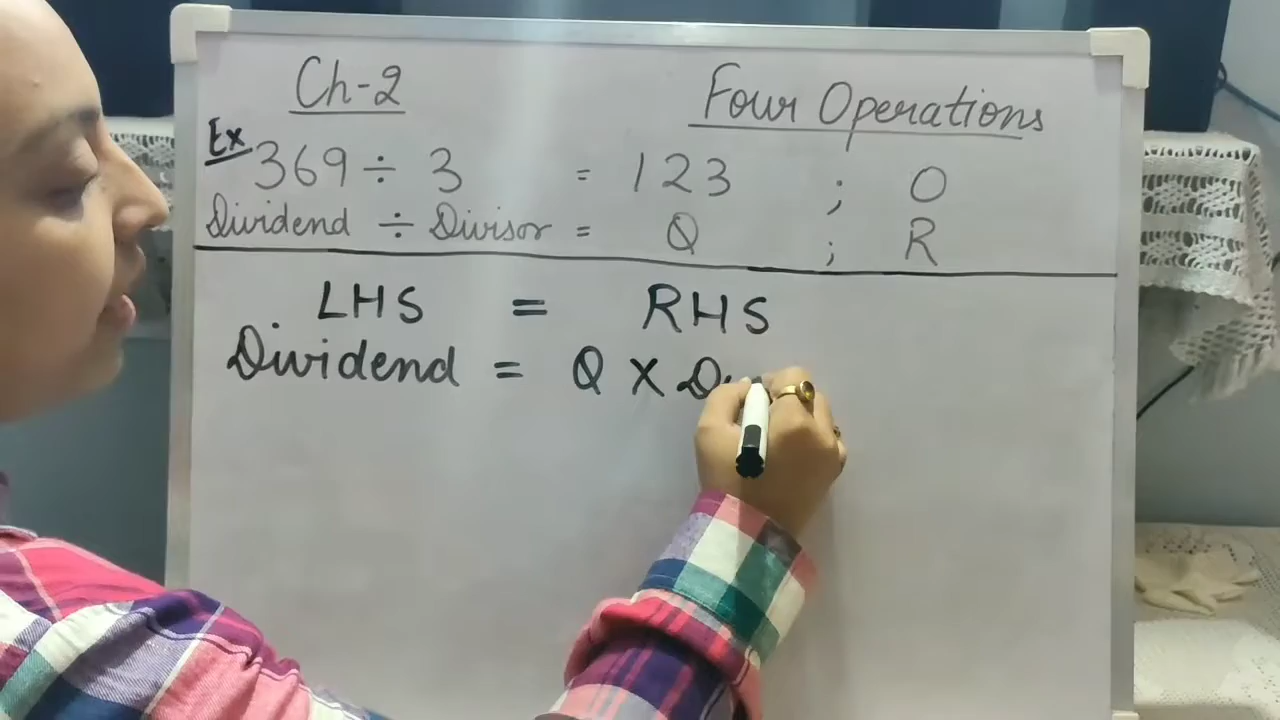 Ch-2 Four Operations
Ex 369 ÷ 3 = 123 ; 0
Dividend ÷ Divisor = Q ; R
LHS = RHS
Dividend = Q X